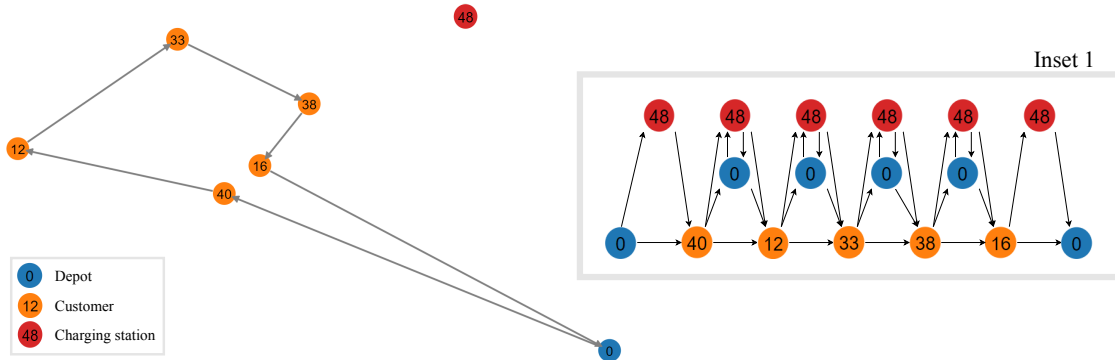 48
33
38
12
16
40
0
0 Depot
12 Customer
48 Charging station
Inset 1
48 48 48 48 48 48
0 0 0 0
0 40 12 33 38 16 0